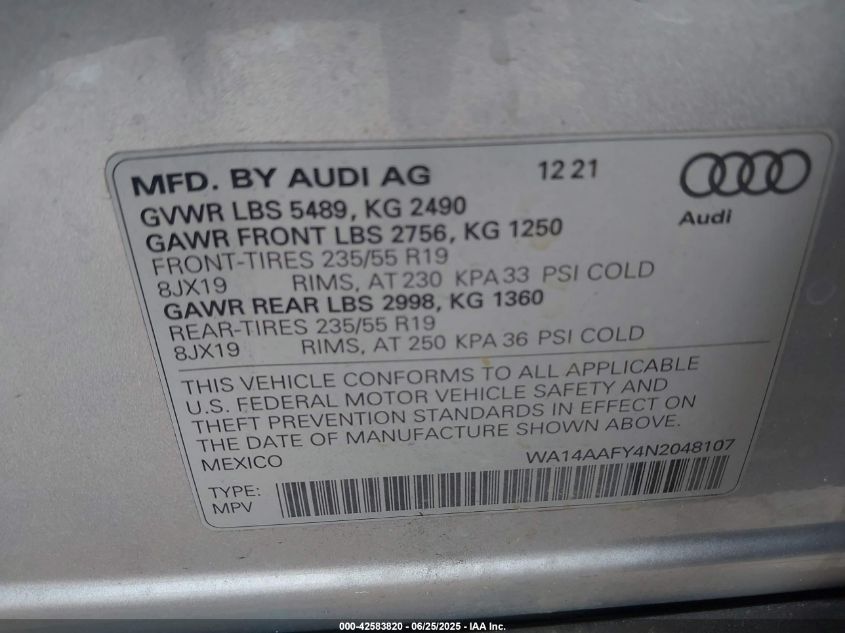 MFD. BY AUDI AG 12 21
Audi
GVWR LBS 5489, KG 2490
GAWR FRONT LBS 2756, KG 1250
FRONT-TIRES 235/55 R19
8JX19 RIMS, AT 230 KPA 33 PSI COLD
GAWR REAR LBS 2998, KG 1360
REAR-TIRES 235/55 R19
8JX19 RIMS, AT 250 KPA 36 PSI COLD
THIS VEHICLE CONFORMS TO ALL APPLICABLE
U.S. FEDERAL MOTOR VEHICLE SAFETY AND
THEFT PREVENTION STANDARDS IN EFFECT ON
THE DATE OF MANUFACTURE SHOWN ABOVE.
MEXICO WA14AAFY4N2048107
TYPE:
MPV
000-42583820 - 06/25/2025 - IAA Inc.